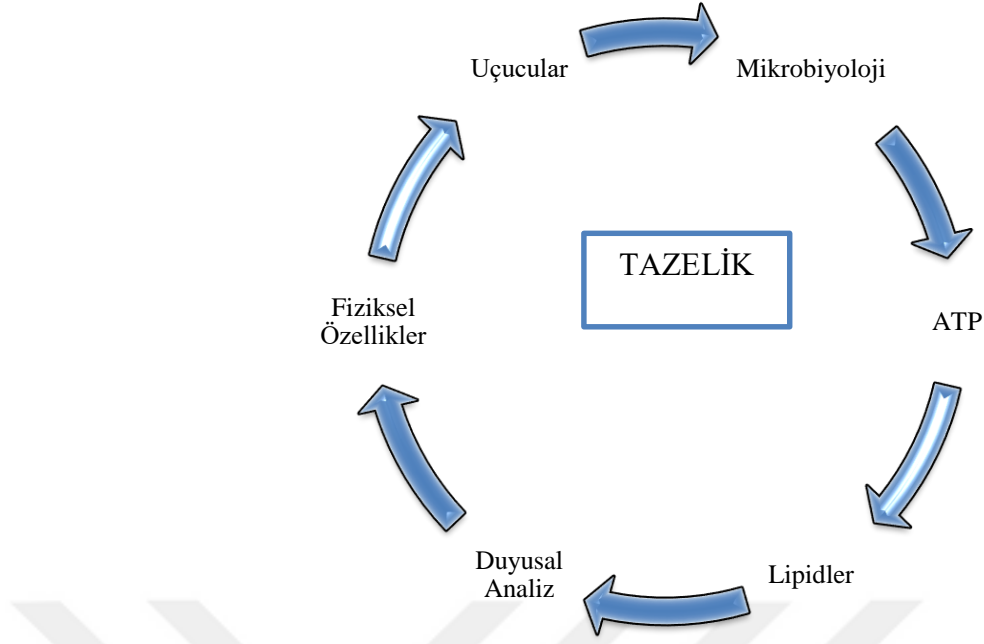 Uçucular
Mikrobiyoloji
TAZELİK
Fiziksel
Özellikler
ATP
Duyusal
Analiz
Lipidler